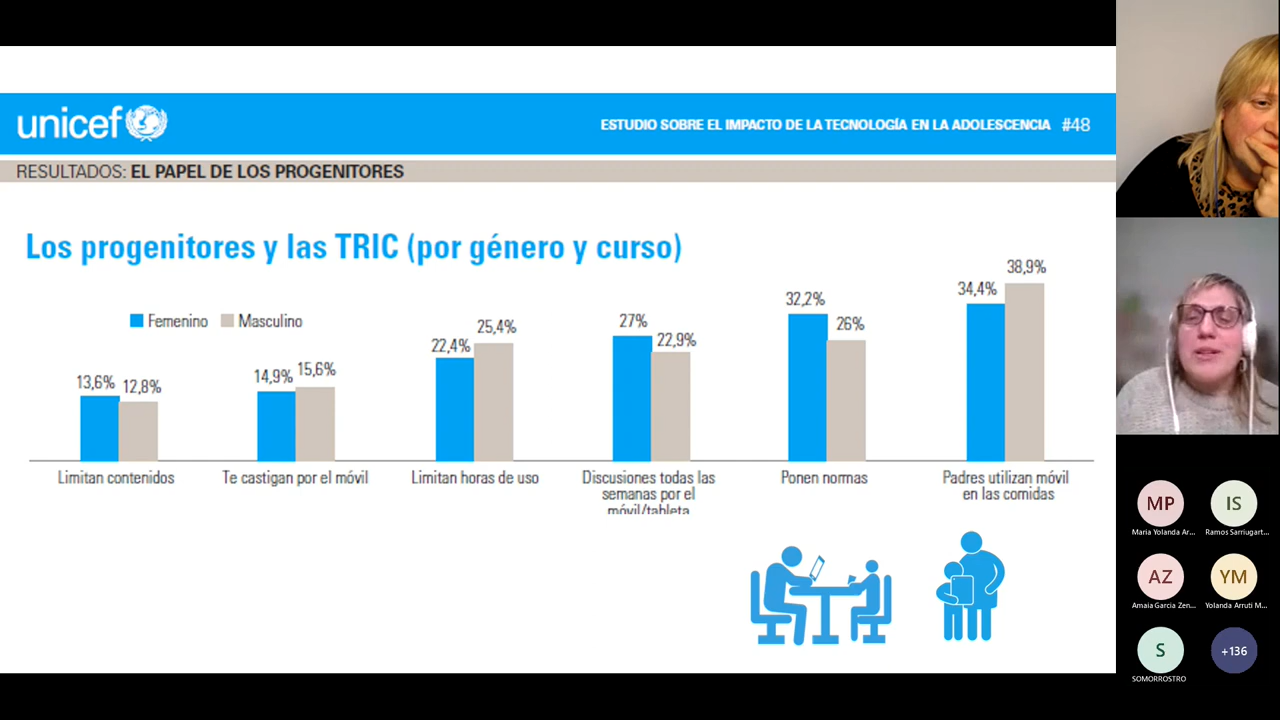 unicef
ESTUDIO SOBRE EL IMPACTO DE LA TECNOLOGÍA EN LA ADOLESCENCIA #48
RESULTADOS: EL PAPEL DE LOS PROGENITORES
Los progenitores y las TRIC (por género y curso)
Femenino Masculino
13,6% 12,8%
14,9% 15,6%
22,4% 25,4%
27% 22,9%
32,2% 26%
34,4% 38,9%
Limitan contenidos
Te castigan por el móvil
Limitan horas de uso
Discusiones todas las
semanas por el
móvil/tableta
Ponen normas
Padres utilizan móvil
en las comidas
MP
Maria Yolanda Ar...
IS
Ramos Sarriugart...
AZ
Amaia Garcia Zen...
YM
Yolanda Arruti M...
S
SOMORROSTRO
+136